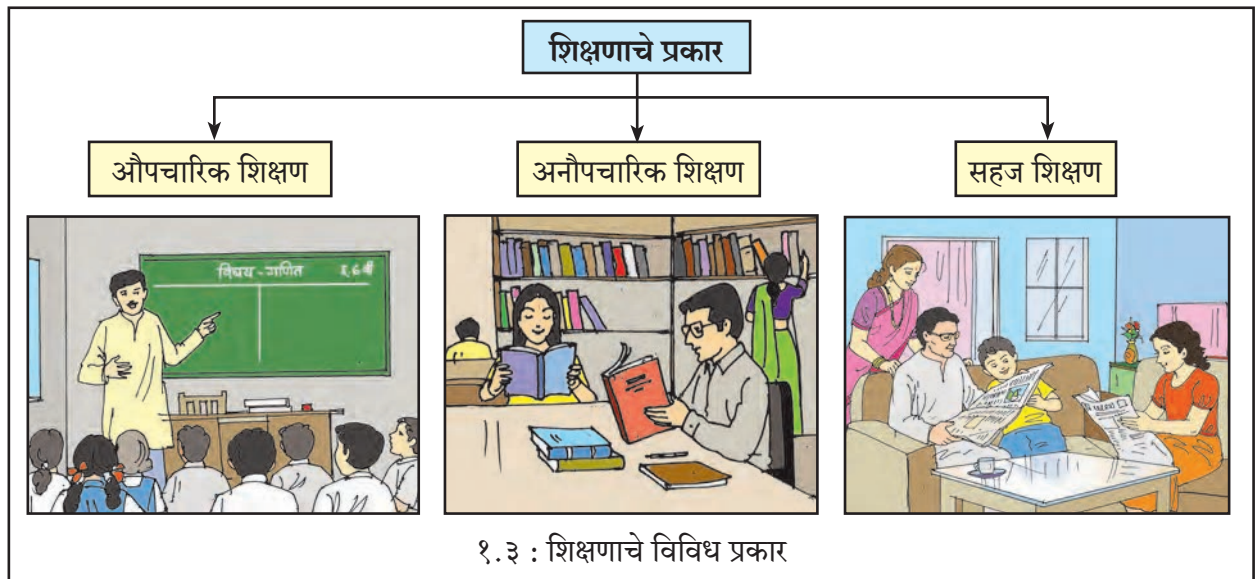 शिक्षणाचे प्रकार
औपचारिक शिक्षण
अनौपचारिक शिक्षण
सहज शिक्षण
विषय - गणित
१.३ : शिक्षणाचे विविध प्रकार